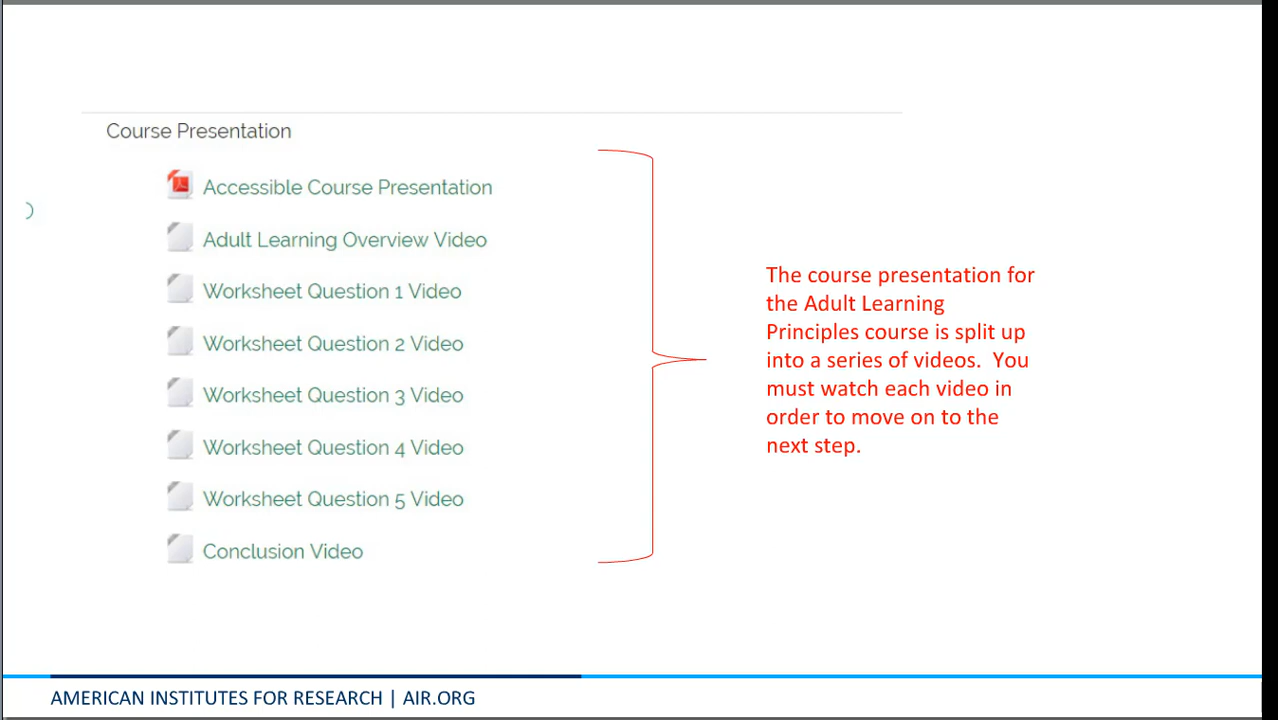 Course Presentation
Accessible Course Presentation
Adult Learning Overview Video
Worksheet Question 1 Video
Worksheet Question 2 Video
Worksheet Question 3 Video
Worksheet Question 4 Video
Worksheet Question 5 Video
Conclusion Video
The course presentation for
the Adult Learning
Principles course is split up
into a series of videos.  You
must watch each video in
order to move on to the
next step.
AMERICAN INSTITUTES FOR RESEARCH | AIR.ORG